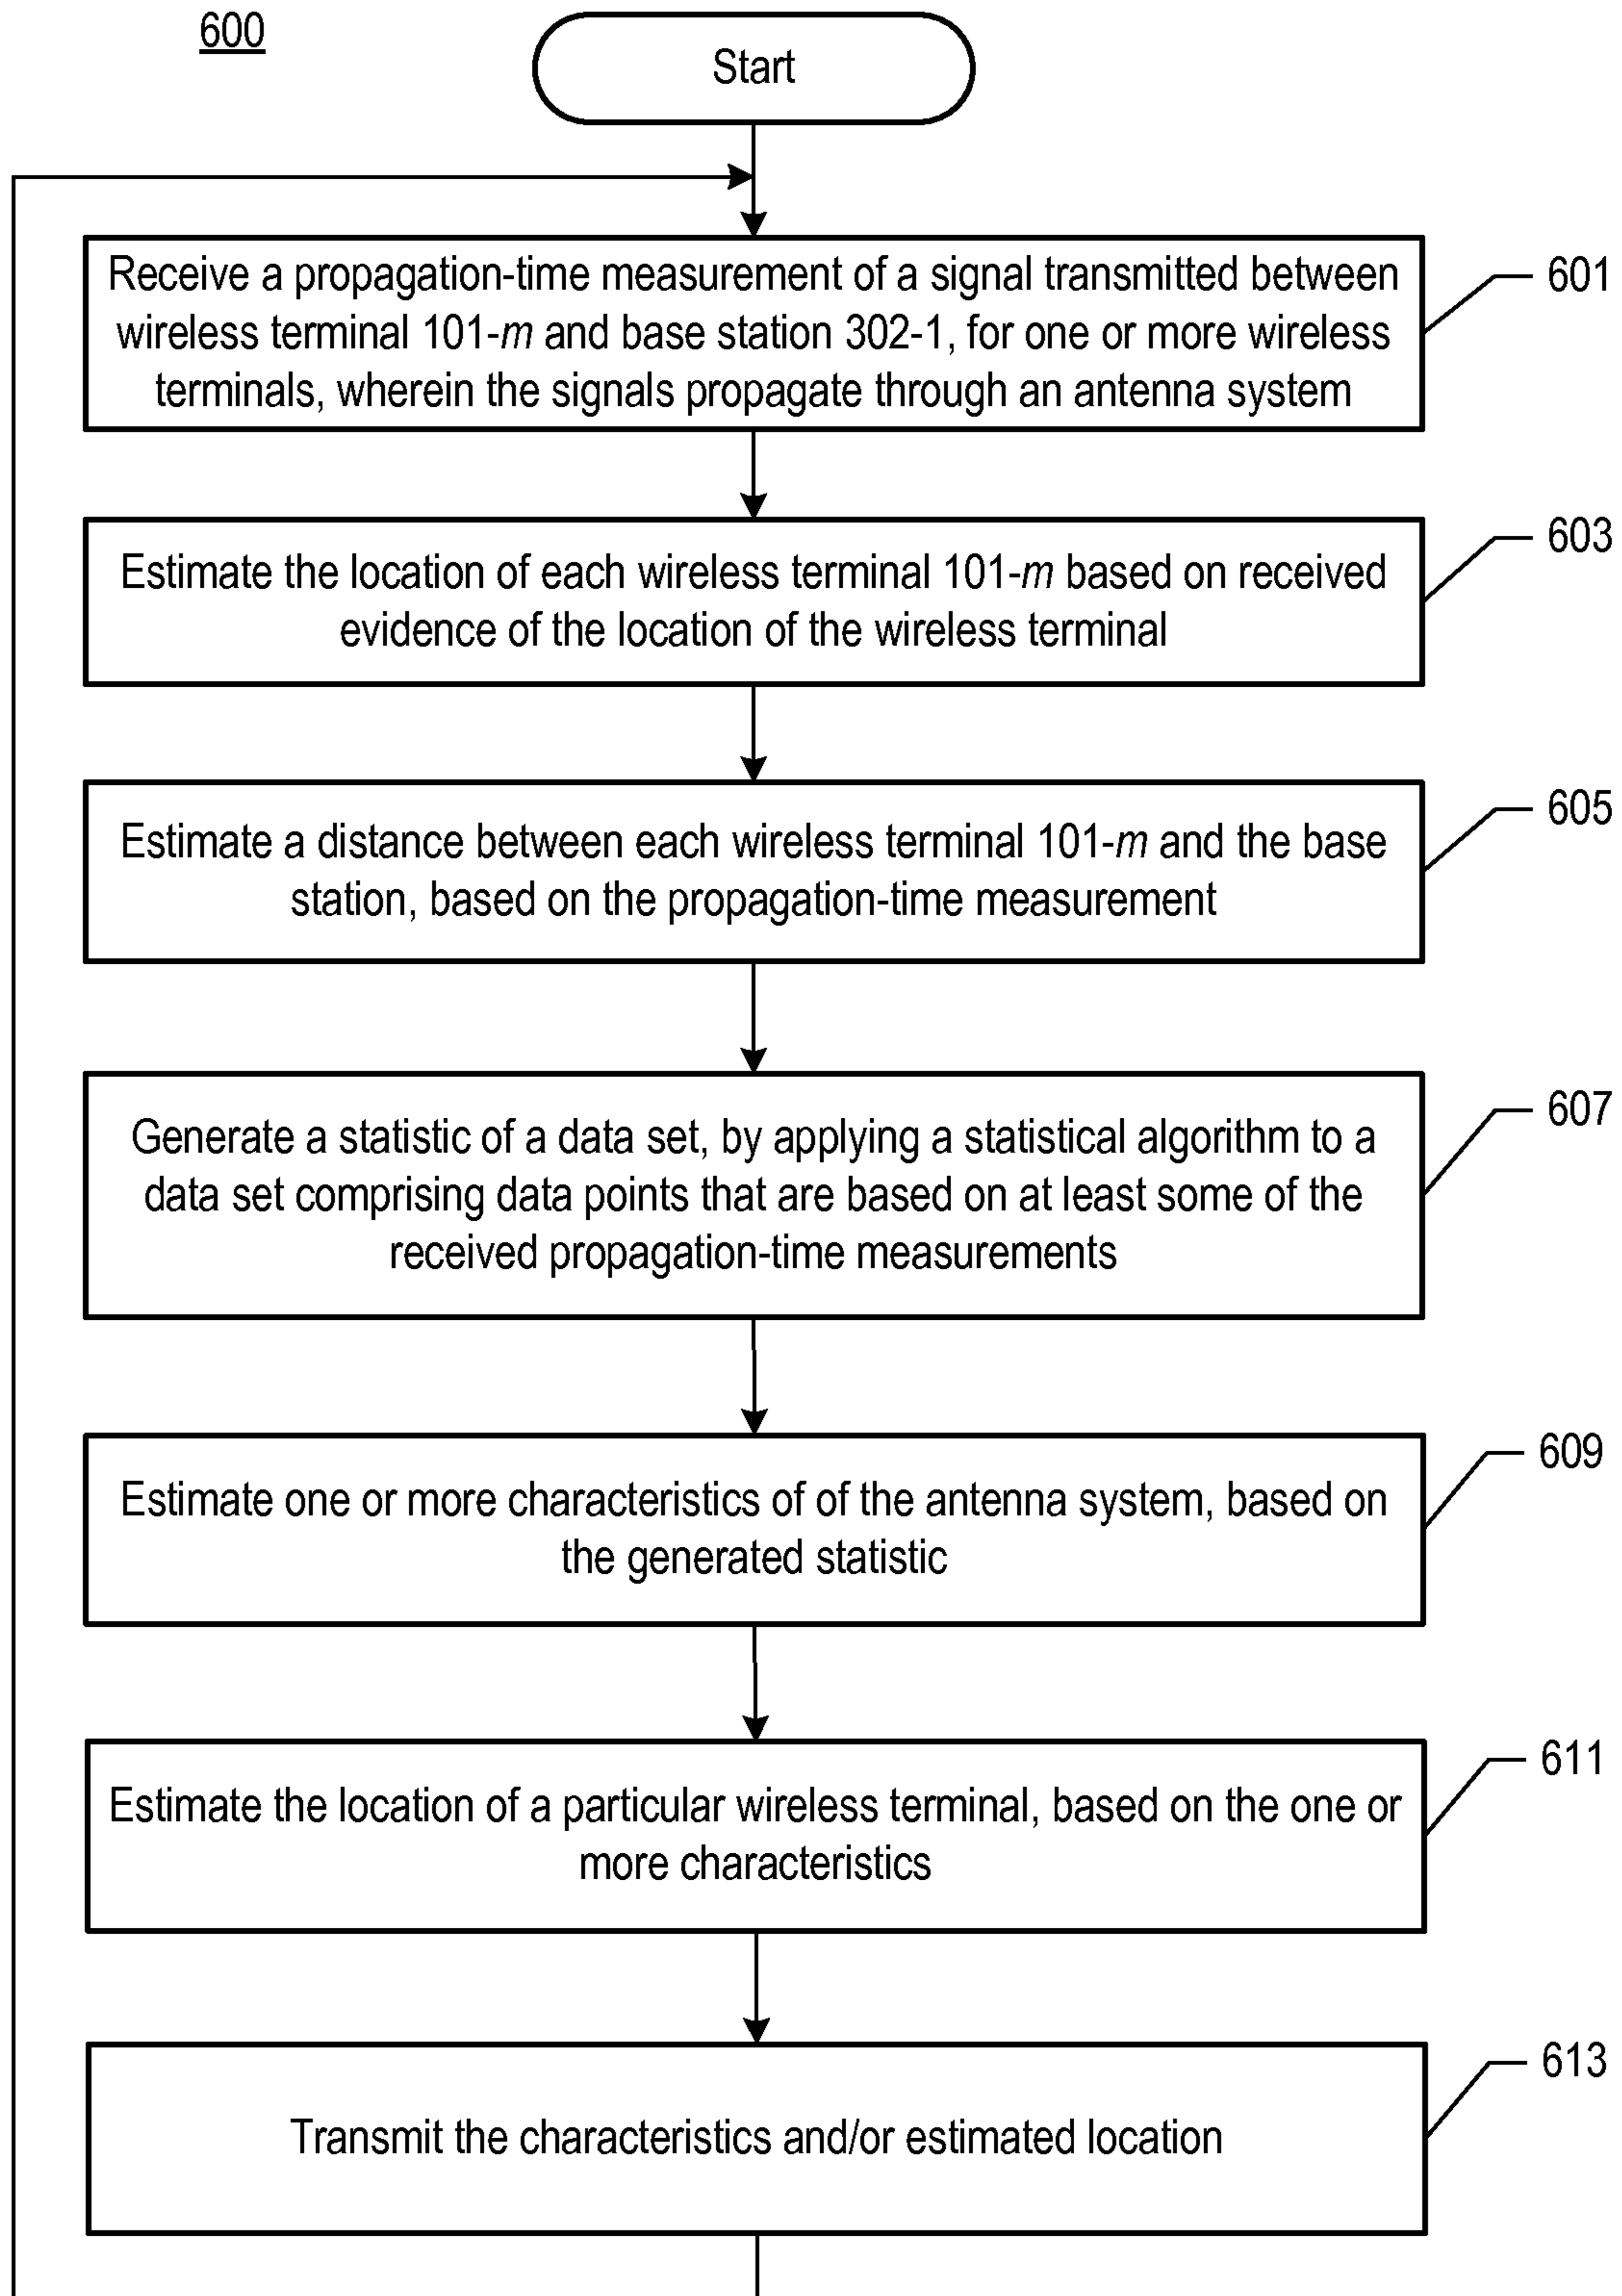 600
Start
Receive a propagation-time measurement of a signal transmitted between
wireless terminal 101-m and base station 302-1, for one or more wireless
terminals, wherein the signals propagate through an antenna system
601
Estimate the location of each wireless terminal 101-m based on received
evidence of the location of the wireless terminal
603
Estimate a distance between each wireless terminal 101-m and the base
station, based on the propagation-time measurement
605
Generate a statistic of a data set, by applying a statistical algorithm to a
data set comprising data points that are based on at least some of the
received propagation-time measurements
607
Estimate one or more characteristics of of the antenna system, based on
the generated statistic
609
Estimate the location of a particular wireless terminal, based on the one or
more characteristics
611
Transmit the characteristics and/or estimated location
613